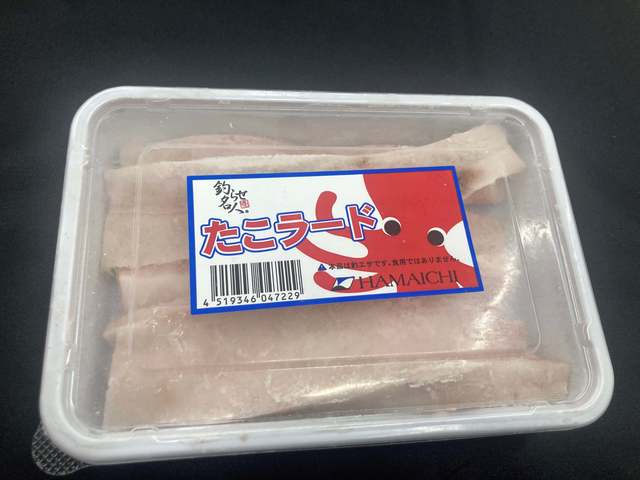 釣らせ
名人。
たこラード
⚠本品は釣エサです。食用ではありません。
HAMAICHI
4 519346 047229